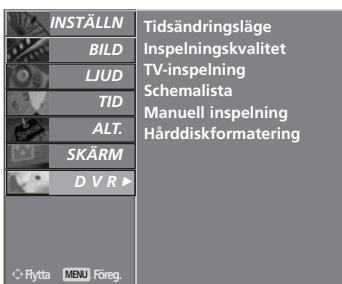 INSTÄLLN
BILD
LJUD
TID
ALT.
SKÄRM
D V R
Tidsändringsläge
Inspelningskvalitet
TV-inspelning
Schemalista
Manuell inspelning
Hårddiskformatering
Flytta MENU Föreg.